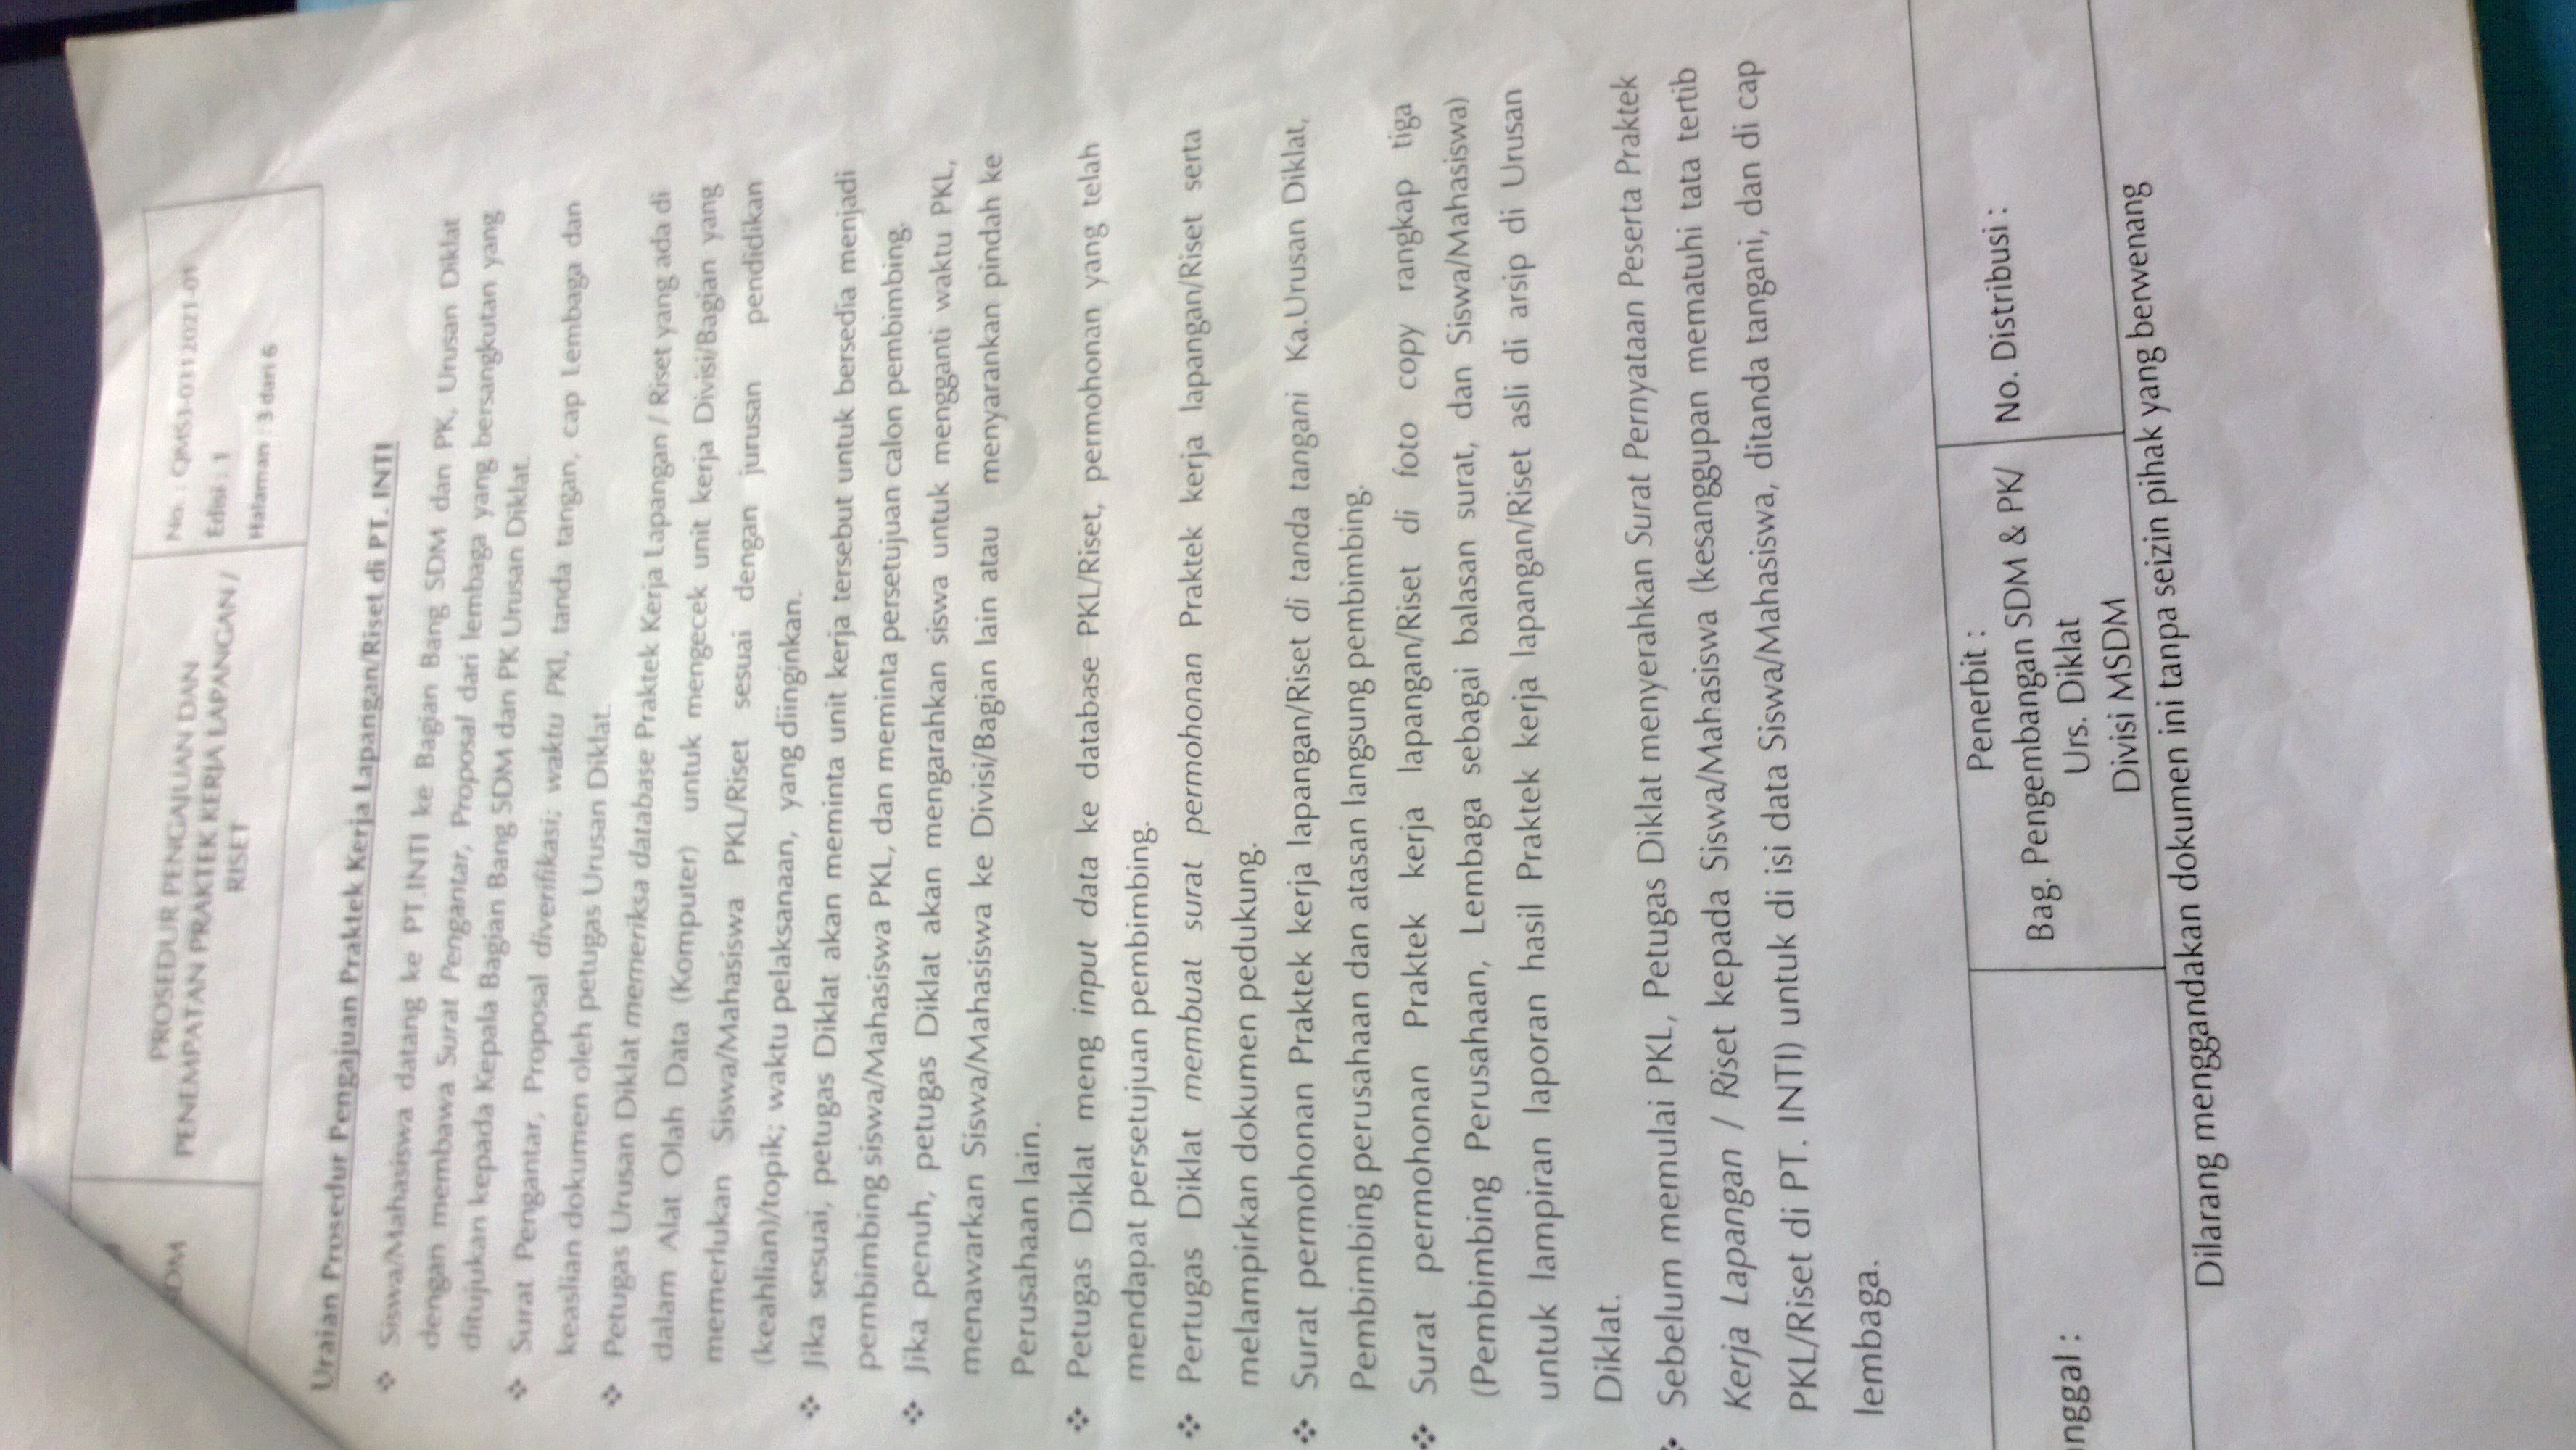 SDM
PROSEDUR PENGAJUAN DAN
PENEMPATAN PRAKTEK KERJA LAPANGAN /
RISET
No. :
Edisi : 1
Halaman : 3 dari 6
Uraian Prosedur Pengajuan Praktek Kerja Lapangan/Riset di PT. INTI
❖ Siswa/Mahasiswa datang ke PT.INTI ke Bagian Bang SDM dan PK, Urusan Diklat
dengan membawa Surat Pengantar, Proposal dari lembaga yang bersangkutan yang
ditujukan kepada Kepala Bagian Bang SDM dan PK Urusan Diklat.
❖ Surat Pengantar, Proposal diverifikasi; waktu PKl, tanda tangan, cap Lembaga dan
keaslian dokumen oleh petugas Urusan Diklat.
❖ Petugas Urusan Diklat memeriksa database Praktek Kerja Lapangan / Riset yang ada di
dalam Alat Olah Data (Komputer) untuk mengecek unit kerja Divisi/Bagian yang
memerlukan Siswa/Mahasiswa PKL/Riset sesuai dengan jurusan pendidikan
(keahlian)/topik; waktu pelaksanaan, yang diinginkan.
❖ Jika sesuai, petugas Diklat akan meminta unit kerja tersebut untuk bersedia menjadi
pembimbing siswa/Mahasiswa PKL, dan meminta persetujuan calon pembimbing.
❖ Jika penuh, petugas Diklat akan mengarahkan siswa untuk mengganti waktu PKL,
menawarkan Siswa/Mahasiswa ke Divisi/Bagian lain atau menyarankan pindah ke
Perusahaan lain.
❖ Petugas Diklat meng input data ke database PKL/Riset, permohonan yang telah
mendapat persetujuan pembimbing.
❖ Pertugas Diklat membuat surat permohonan Praktek kerja lapangan/Riset serta
melampirkan dokumen pedukung.
❖ Surat permohonan Praktek kerja lapangan/Riset di tanda tangani Ka.Urusan Diklat,
Pembimbing perusahaan dan atasan langsung pembimbing.
❖ Surat permohonan Praktek kerja lapangan/Riset di foto copy rangkap tiga
(Pembimbing Perusahaan, Lembaga sebagai balasan surat, dan Siswa/Mahasiswa)
untuk lampiran laporan hasil Praktek kerja lapangan/Riset asli di arsip di Urusan
Diklat.
❖ Sebelum memulai PKL, Petugas Diklat menyerahkan Surat Pernyataan Peserta Praktek
Kerja Lapangan / Riset kepada Siswa/Mahasiswa (kesanggupan mematuhi tata tertib
PKL/Riset di PT. INTI) untuk di isi data Siswa/Mahasiswa, ditanda tangani, dan di cap
lembaga.
nggal :
Penerbit :
Bag. Pengembangan SDM & PK/
Urs. Diklat
Divisi MSDM
No. Distribusi :
Dilarang menggandakan dokumen ini tanpa seizin pihak yang berwenang